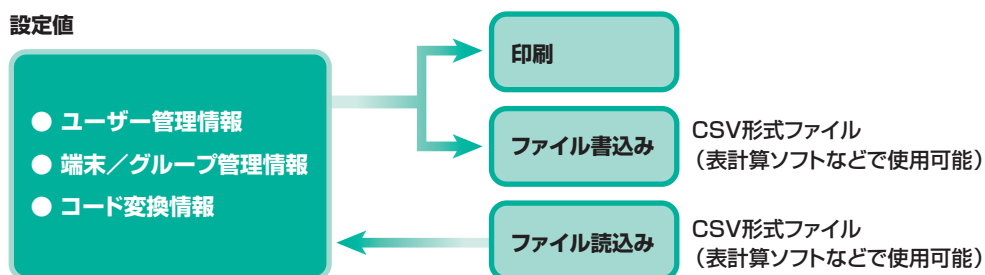 設定値
● ユーザー管理情報
● 端末／グループ管理情報
● コード変換情報
印刷
ファイル書込み
CSV形式ファイル
（表計算ソフトなどで使用可能）
ファイル読込み
CSV形式ファイル
（表計算ソフトなどで使用可能）